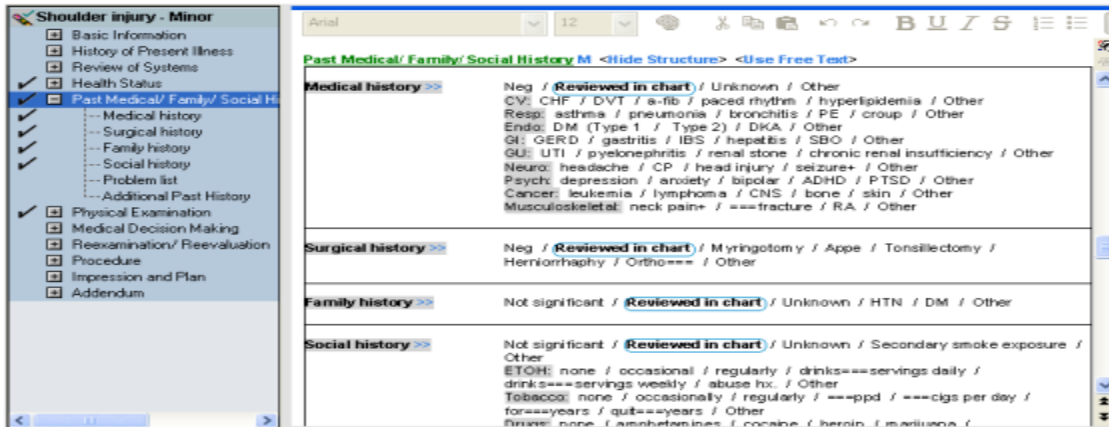 Shoulder injury - Minor
Basic Information
History of Present Illness
Review of Systems
Health Status
Past Medical/ Family/ Social Hi
Medical history
Surgical history
Family history
Social history
Problem list
Additional Past History
Physical Examination
Medical Decision Making
Reexamination/ Reevaluation
Procedure
Impression and Plan
Addendum
Arial 12 B U I S
Past Medical/ Family/ Social History M <Hide Structure> <Use Free Text>
Medical history >> Neg / Reviewed in chart / Unknown / Other
CV: CHF / DVT / a-fib / paced rhythm / hyperlipidemia / Other
Resp: asthma / pneumonia / bronchitis / PE / croup / Other
Endo: DM (Type 1 / Type 2) / DKA / Other
GI: GERD / gastritis / IBS / hepatitis / SBO / Other
GU: UTI / pyelonephritis / renal stone / chronic renal insufficiency / Other
Neuro: headache / CP / head injury / seizure+ / Other
Psych: depression / anxiety / bipolar / ADHD / PTSD / Other
Cancer: leukemia / lymphoma / CNS / bone / skin / Other
Musculoskeletal: neck pain+ / ===fracture / RA / Other
Surgical history >> Neg / Reviewed in chart / Myringotomy / Appe / Tonsillectomy /
Herniorrhaphy / Ortho=== / Other
Family history >> Not significant / Reviewed in chart / Unknown / HTN / DM / Other
Social history >> Not significant / Reviewed in chart / Unknown / Secondary smoke exposure /
Other
ETOH: none / occasional / regularly / drinks===servings daily /
drinks===servings weekly / abuse hx. / Other
Tobacco: none / occasionally / regularly / ===ppd / ===cigs per day /
for===years / quit===years / Other
Drugs: none / amphetamines / cocaine / heroin / marijuana /